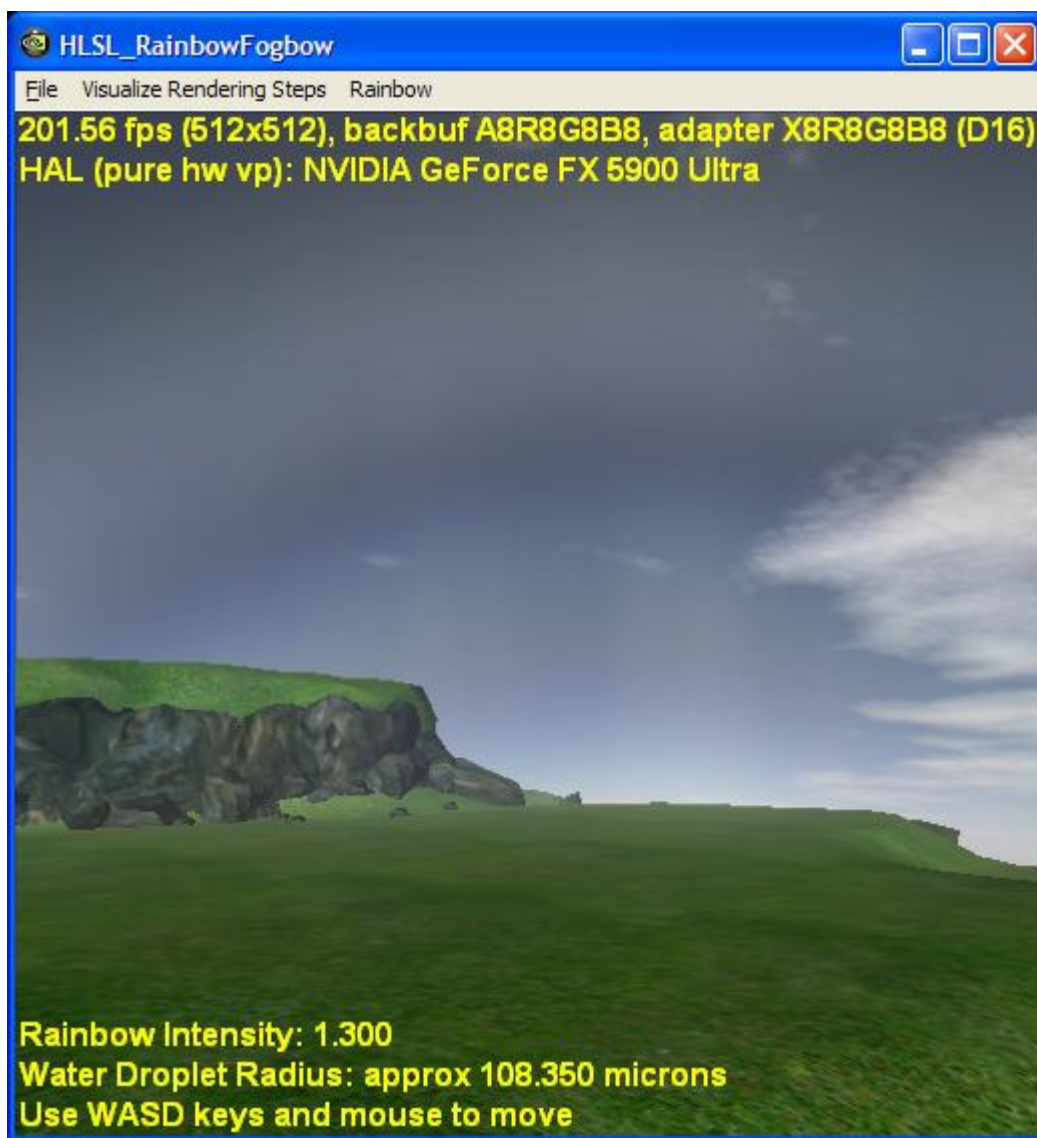 HLSL_RainbowFogbow
File Visualize Rendering Steps Rainbow
201.56 fps (512x512), backbuf A8R8G8B8, adapter X8R8G8B8 (D16)
HAL (pure hw vp): NVIDIA GeForce FX 5900 Ultra
Rainbow Intensity: 1.300
Water Droplet Radius: approx 108.350 microns
Use WASD keys and mouse to move